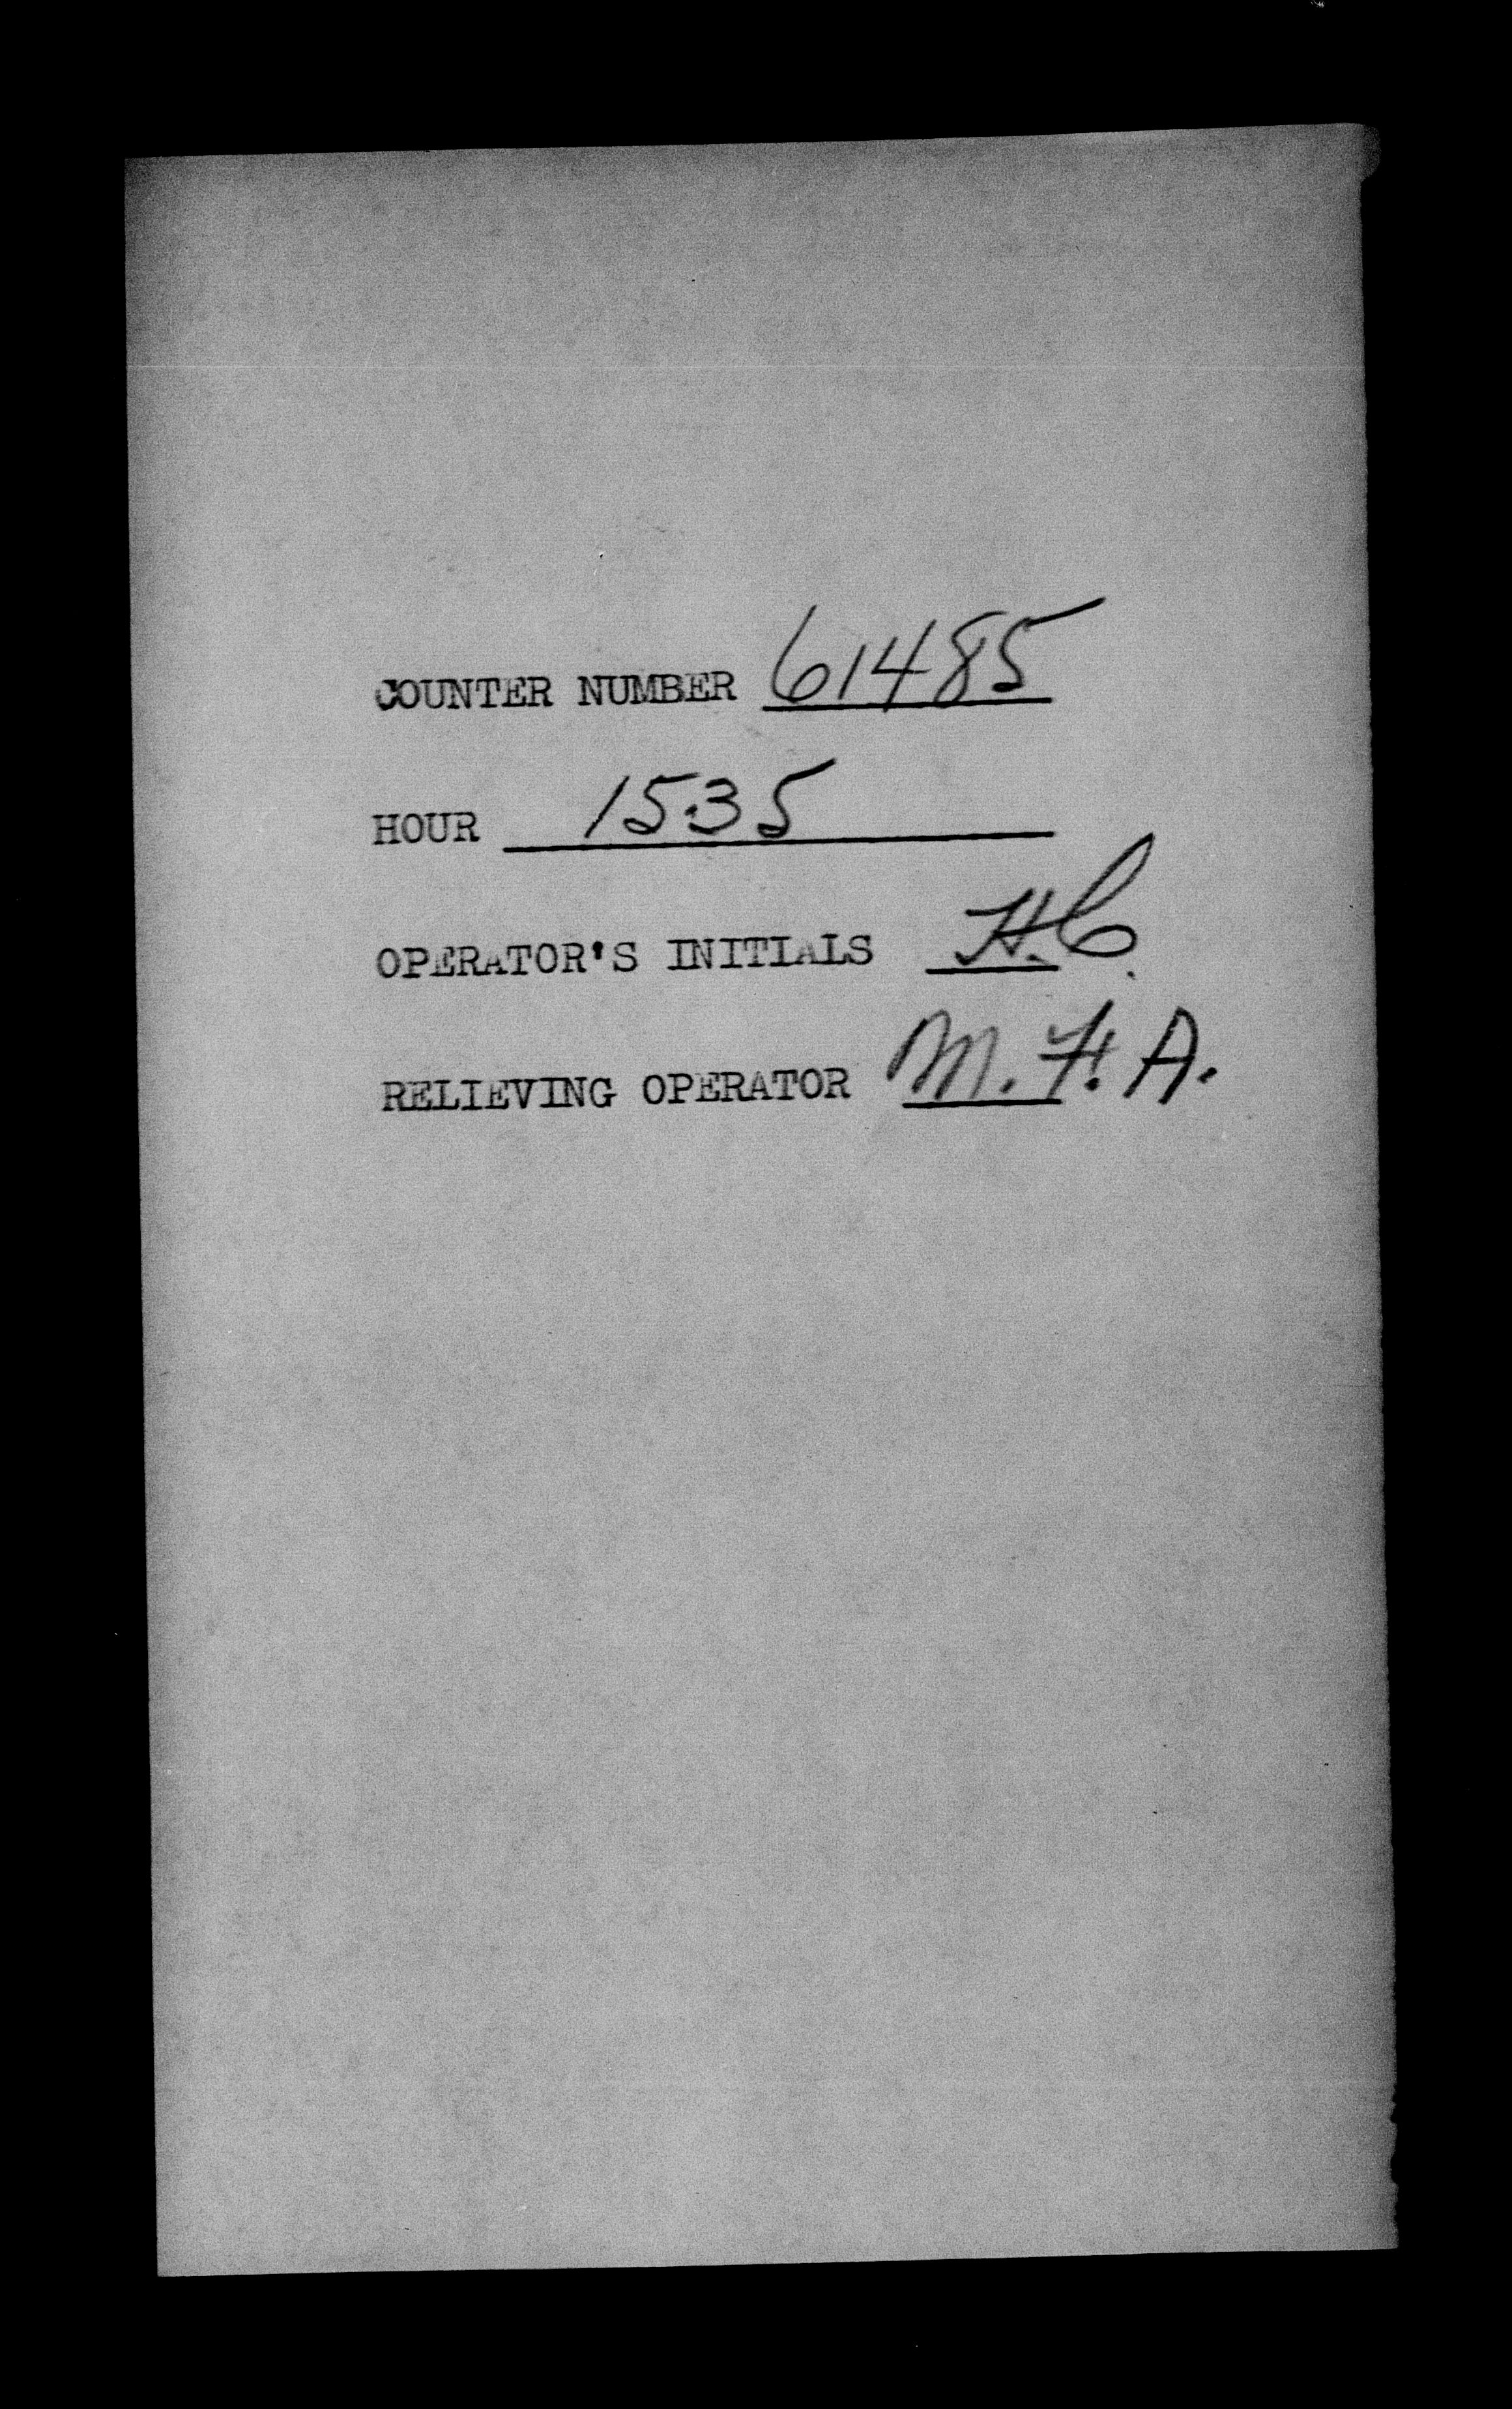 COUNTER NUMBER 61485
HOUR 1535
OPERATOR'S INITIALS H.C.
RELIEVING OPERATOR M.H.A.